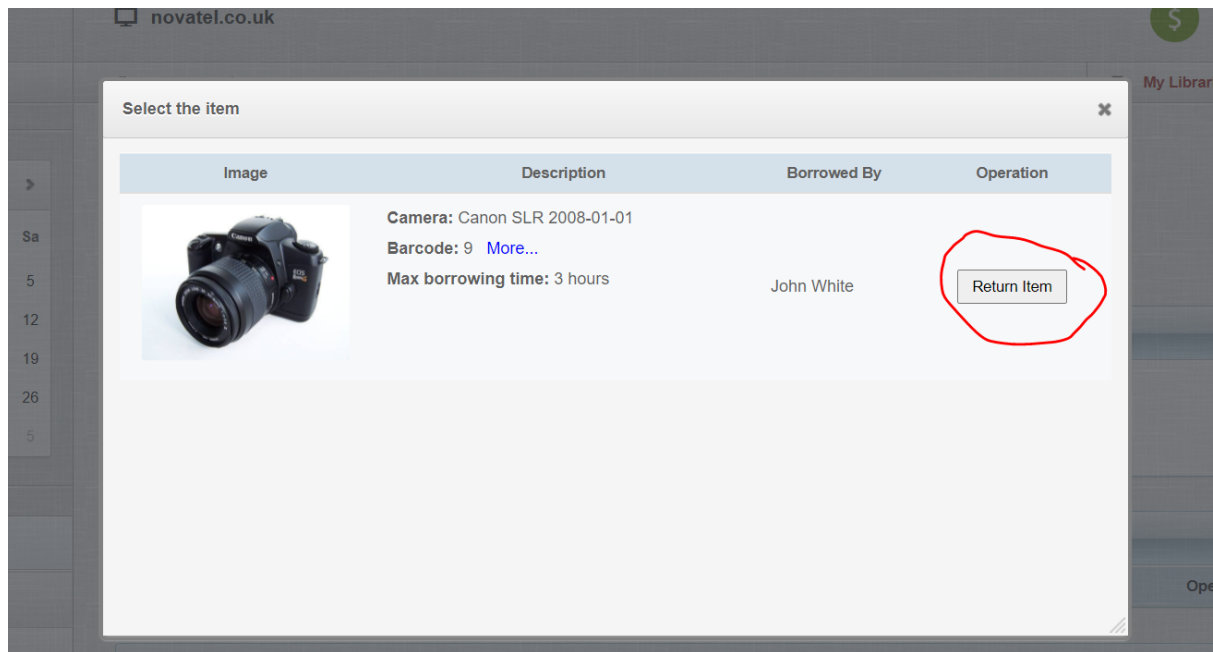 novatel.co.uk
$
My Librar
Select the item
Image Description Borrowed By Operation
Camera: Canon SLR 2008-01-01
Barcode: 9 More...
Max borrowing time: 3 hours
John White
Return Item
Canon
EOS
Sa
5
12
19
26
5
Ope